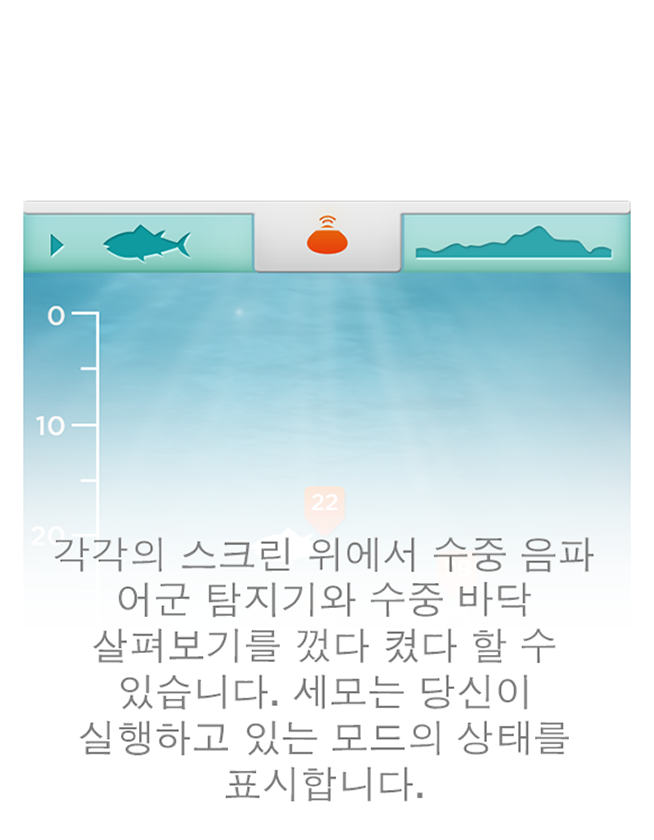 0
10
22
20
각각의 스크린 위에서 수중 음파
어군 탐지기와 수중 바닥
살펴보기를 껐다 켰다 할 수
있습니다. 세모는 당신이
실행하고 있는 모드의 상태를
표시합니다.